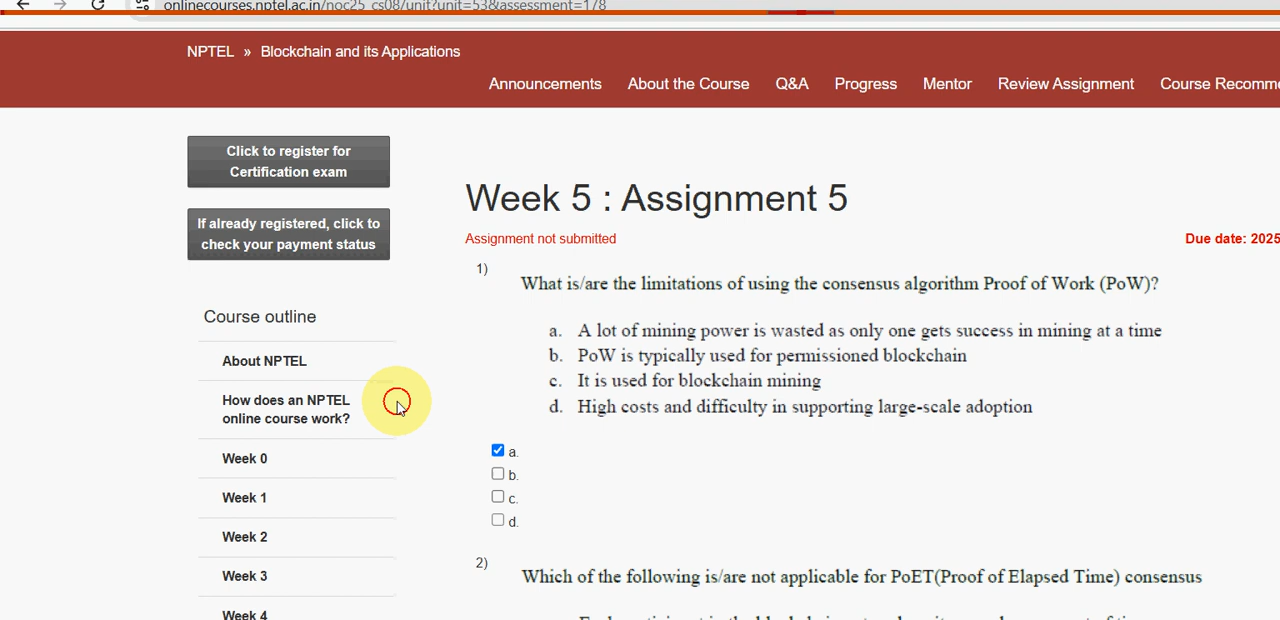 onlinecourses.nptel.ac.in/noc25_cs08/unit?unit=53&assessment=178
NPTEL » Blockchain and its Applications
Announcements About the Course Q&A Progress Mentor Review Assignment Course
Click to register for
Certification exam
If already registered, click to
check your payment status
Course outline
About NPTEL
How does an NPTEL
online course work?
Week 0
Week 1
Week 2
Week 3
Week 4
Week 5 : Assignment 5
Assignment not submitted
Due date: 2025
1)
What is/are the limitations of using the consensus algorithm Proof of Work (PoW)?
a. A lot of mining power is wasted as only one gets success in mining at a time
b. PoW is typically used for permissioned blockchain
c. It is used for blockchain mining
d. High costs and difficulty in supporting large-scale adoption
a.
b.
c.
d.
2)
Which of the following is/are not applicable for PoET(Proof of Elapsed Time) consensus